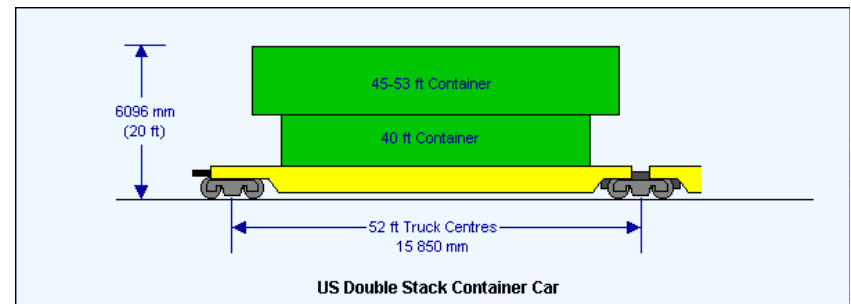 45-53 ft Container
6096 mm
(20 ft)
40 ft Container
52 ft Truck Centres
15 850 mm
US Double Stack Container Car